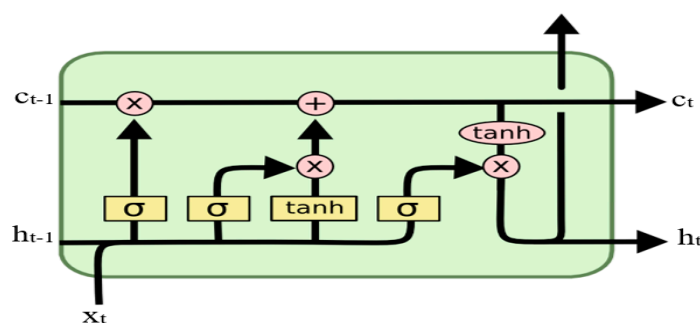 Ct-1 x + Ct
tanh
x x
σ σ tanh σ
ht-1 ht
xt